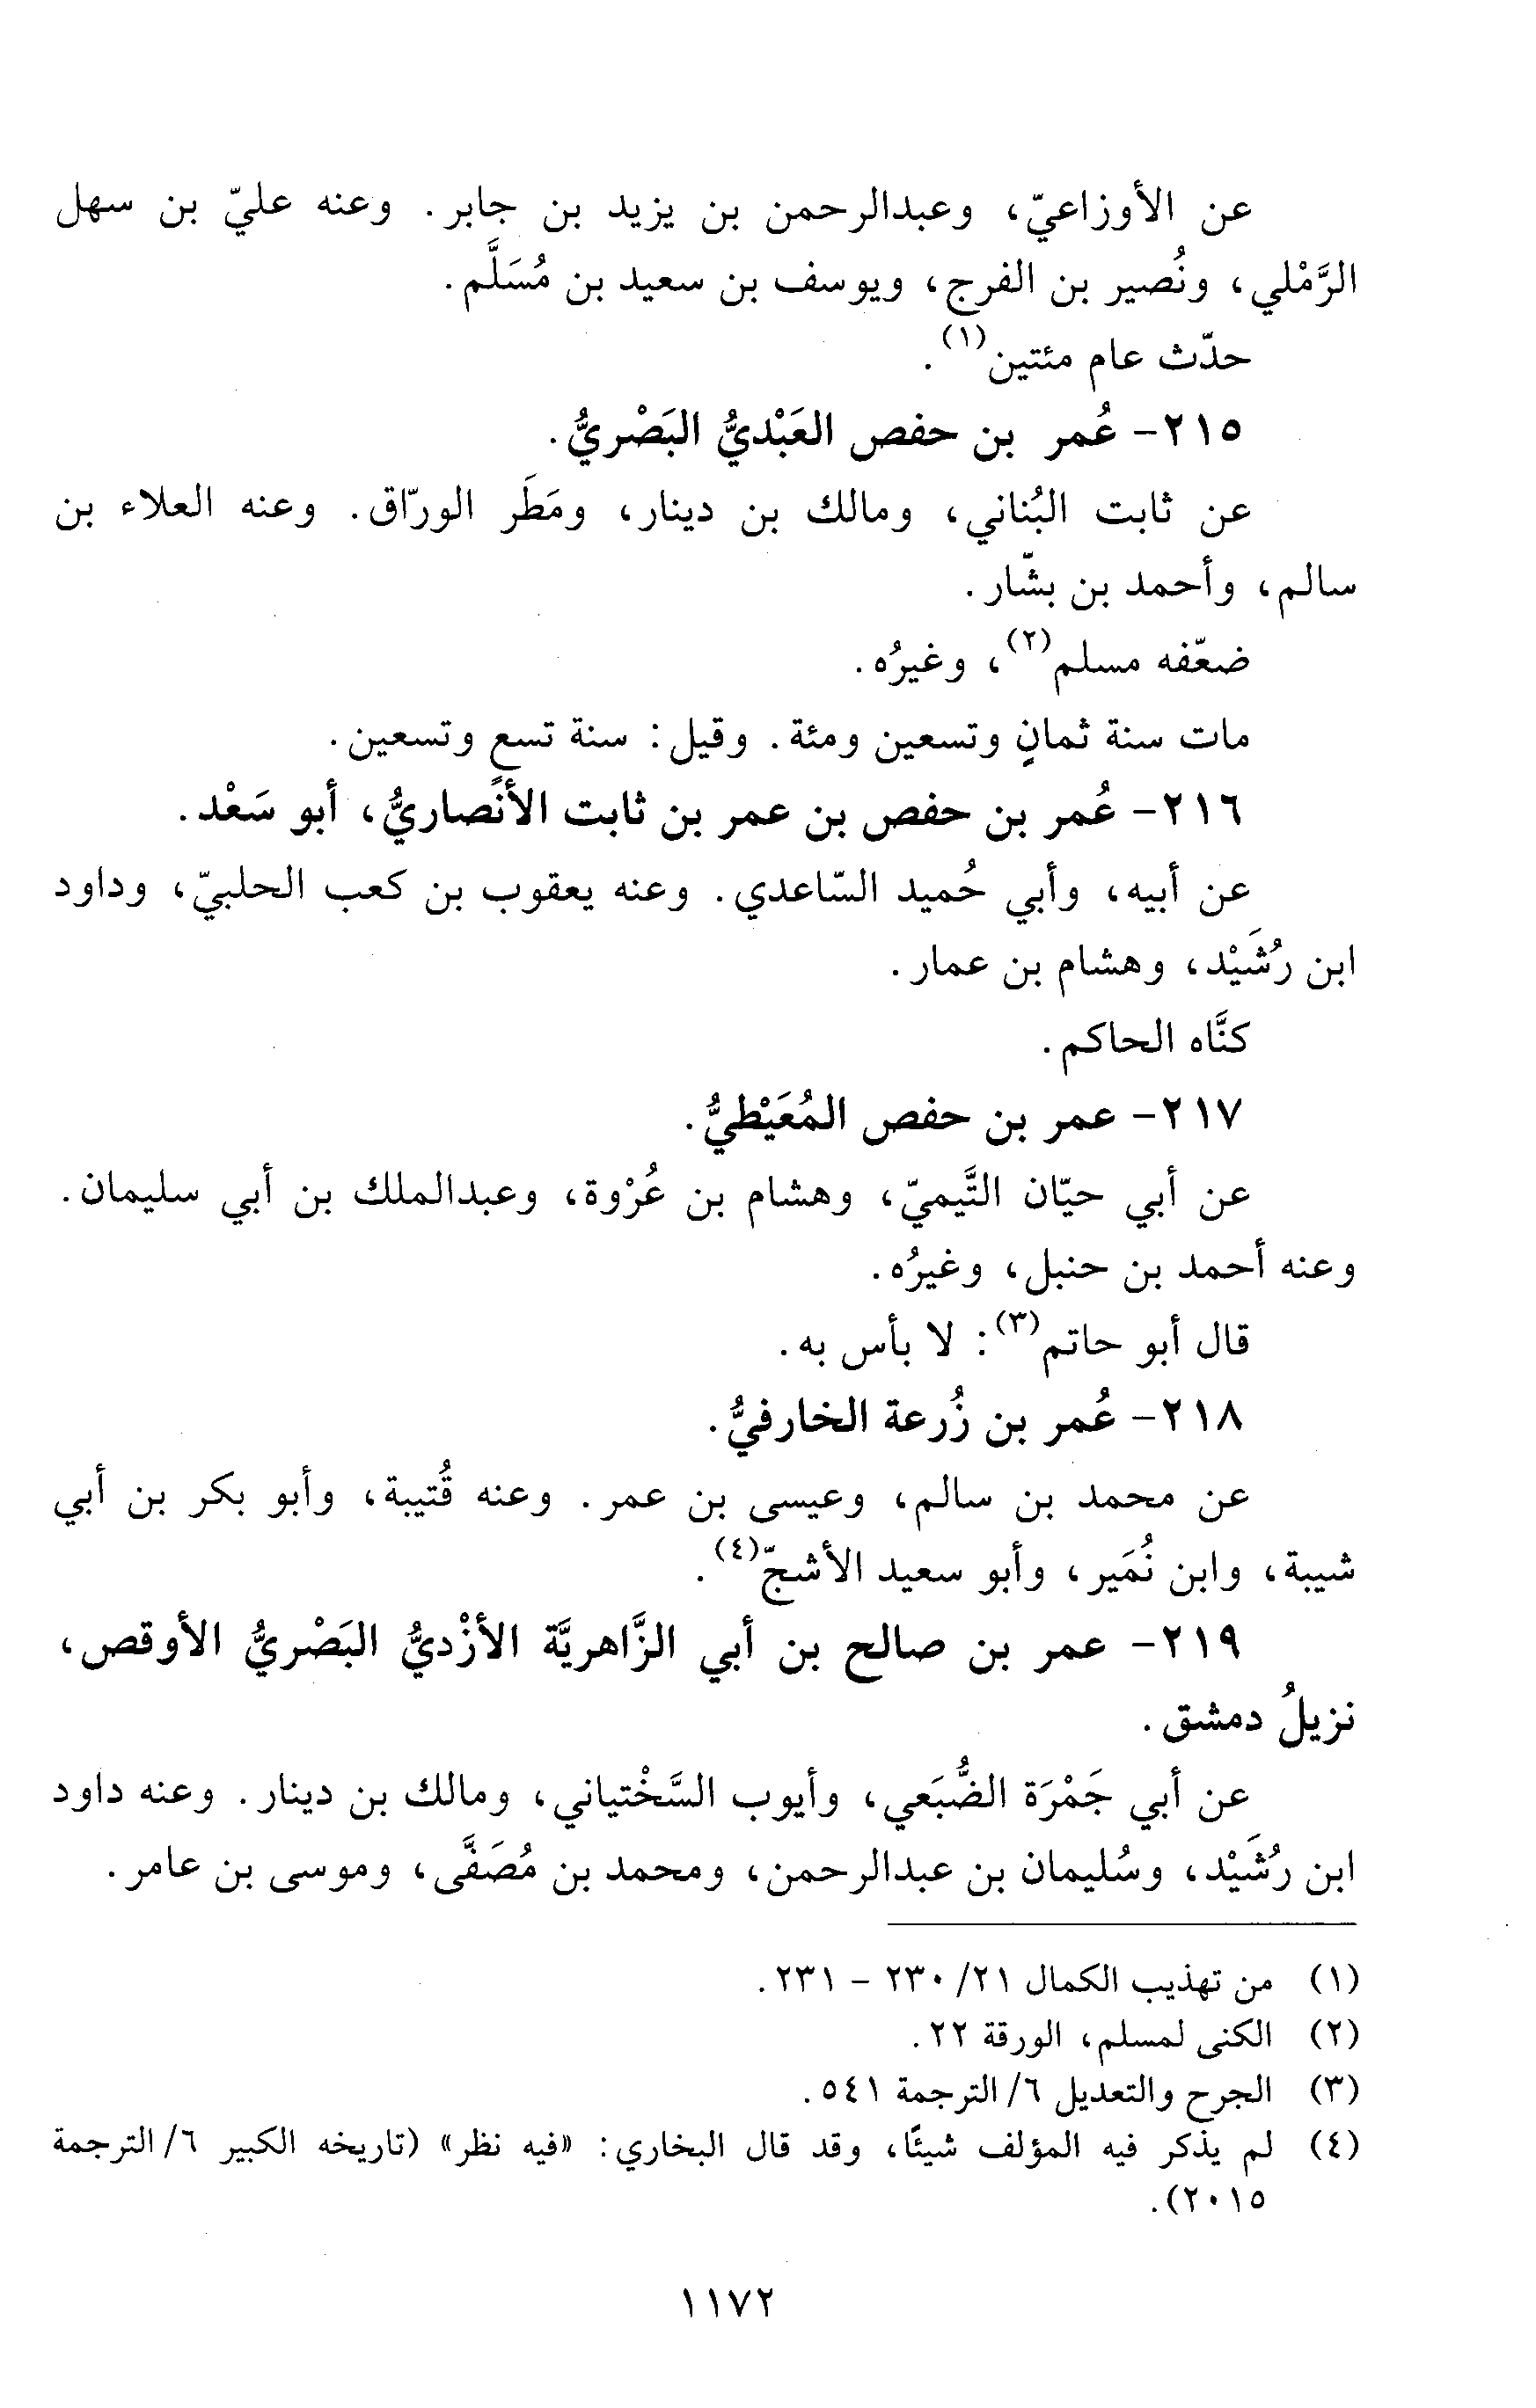 عن الأوزاعيّ، وعبدالرحمن بن يزيد بن جابر. وعنه عليّ بن سهل
الرَّمْلي، ونُصير بن الفرج، ويوسف بن سعيد بن مُسَلَّم.
حدّث عام مئتين(١).
٢١٥- عُمر بن حفص العَبْديُّ البَصْريُّ.
عن ثابت البُناني، ومالك بن دينار، ومَطَر الورّاق. وعنه العلاء بن
سالم، وأحمد بن بشّار.
ضعّفه مسلم(٢)، وغيرُه.
مات سنة ثمانٍ وتسعين ومئة. وقيل: سنة تسع وتسعين.
٢١٦- عُمر بن حفص بن عمر بن ثابت الأنْصاريُّ، أبو سَعْد.
عن أبيه، وأبي حُميد السّاعدي. وعنه يعقوب بن كعب الحلبيّ، وداود
ابن رُشَيْد، وهشام بن عمار.
كنَّاه الحاكم.
٢١٧- عمر بن حفص المُعَيْطيُّ.
عن أبي حيّان التَّيميّ، وهشام بن عُرْوة، وعبدالملك بن أبي سليمان.
وعنه أحمد بن حنبل، وغيرُه.
قال أبو حاتم(٣): لا بأس به.
٢١٨- عُمر بن زُرعة الخارفيُّ.
عن محمد بن سالم، وعيسى بن عمر. وعنه قُتيبة، وأبو بكر بن أبي
شيبة، وابن نُمَير، وأبو سعيد الأشجّ(٤).
٢١٩- عمر بن صالح بن أبي الزَّاهريَّة الأزْديُّ البَصْريُّ الأوقص،
نزيلُ دمشق.
عن أبي جَمْرَة الضُّبَعي، وأيوب السَّخْتياني، ومالك بن دينار. وعنه داود
ابن رُشَيْد، وسُليمان بن عبدالرحمن، ومحمد بن مُصَفَّى، وموسى بن عامر.
(١) من تهذيب الكمال ٢١/ ٢٣٠ - ٢٣١.
(٢) الكنى لمسلم، الورقة ٢٢.
(٣) الجرح والتعديل ٦/ الترجمة ٥٤١.
(٤) لم يذكر فيه المؤلف شيئًا، وقد قال البخاري: «فيه نظر» (تاريخه الكبير ٦/ الترجمة
٢٠١٥).
١١٧٢